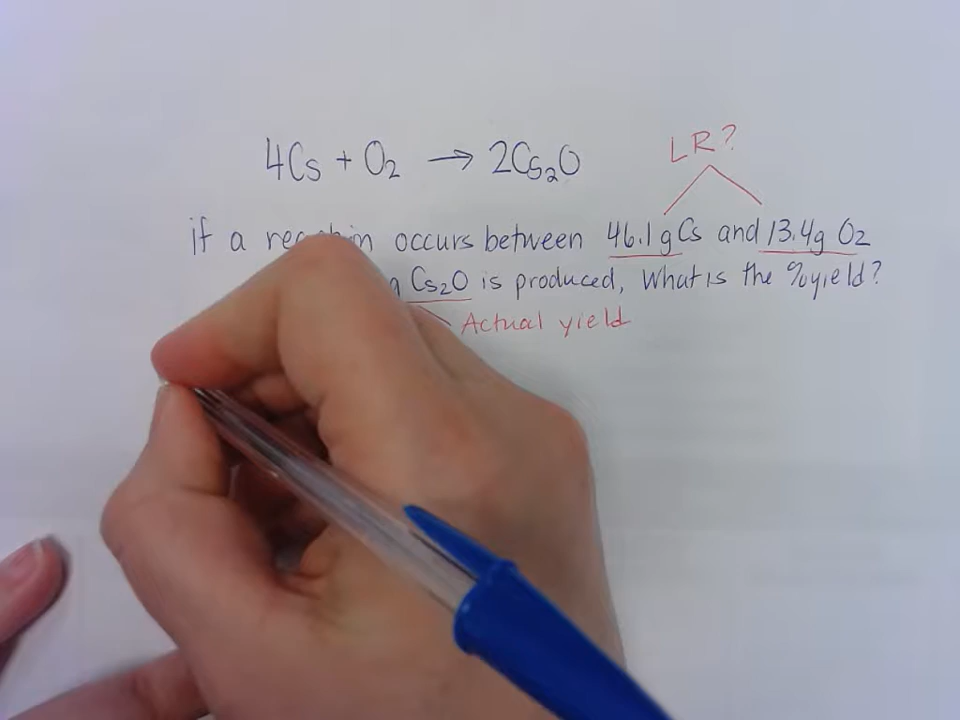 LR?
4Cs + O₂ → 2Cs₂O
if a occurs between 46.1g Cs and 13.4g O₂
g Cs₂O is produced, What is the % yield?
Actual yield